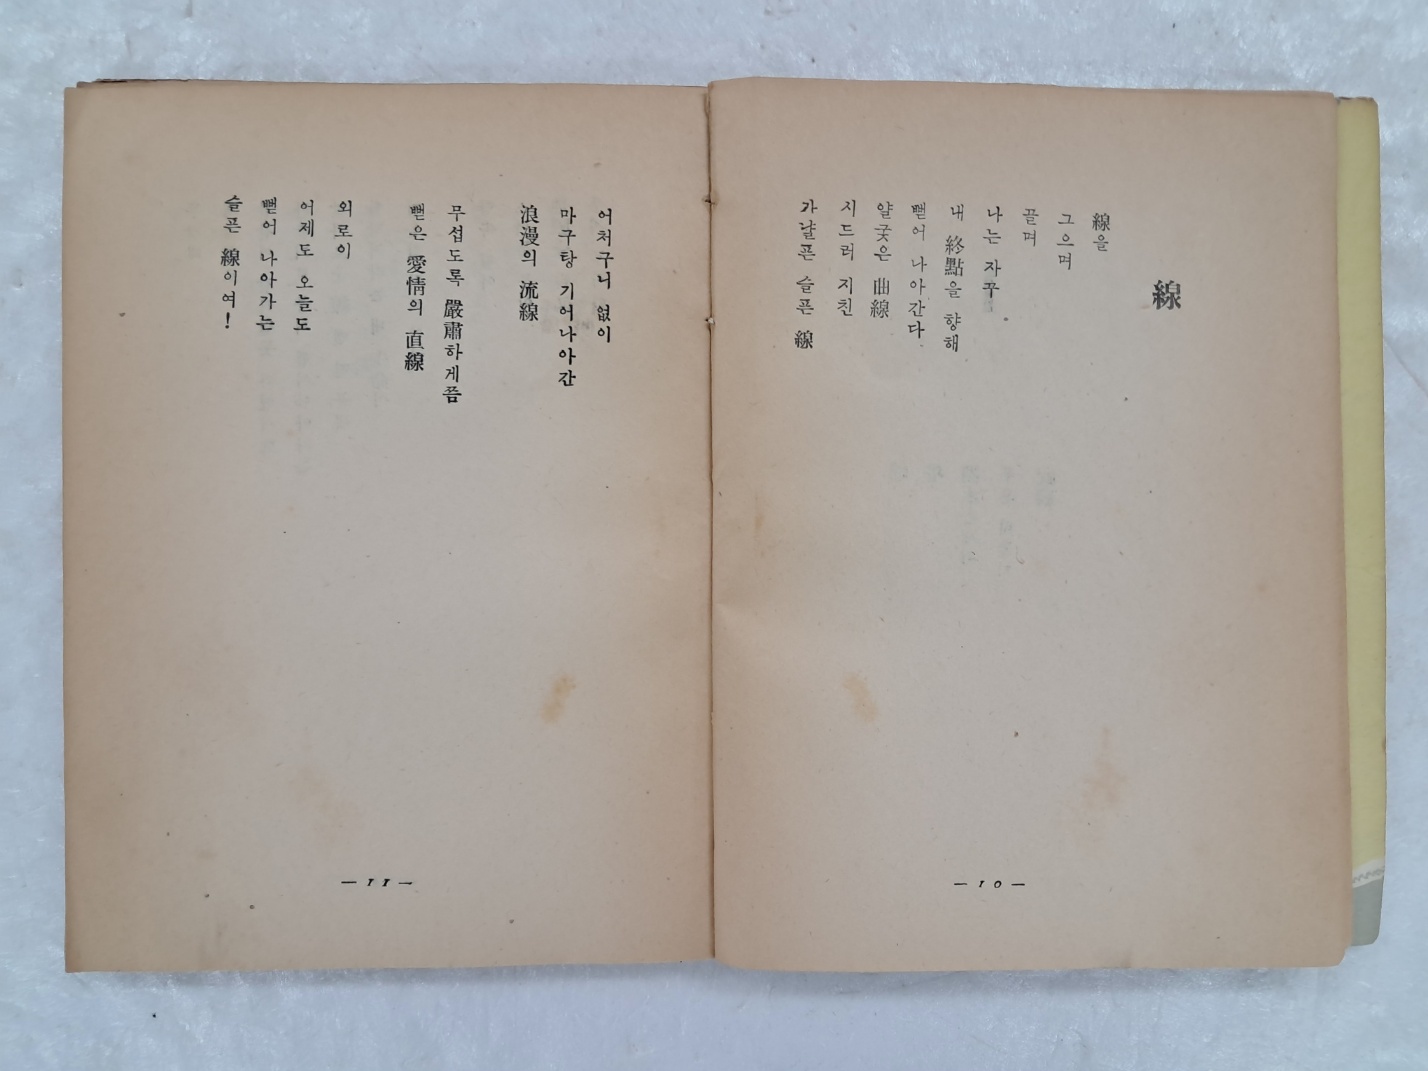 線
線을
그으며
끌며
나는 자꾸
내 終點을 향해
뻗어 나아간다
얄궂은 曲線
지드러 지친
가냘픈 슬픈 線
— 10 —
어처구니 없이
마구탕 기어나아간
浪漫의 流線
무섭도록 嚴肅하게쯤
뻗은 愛情의 直線
외로이
어제도 오늘도
뻗어 나아가는
슬픈 線이여!
— 11 —